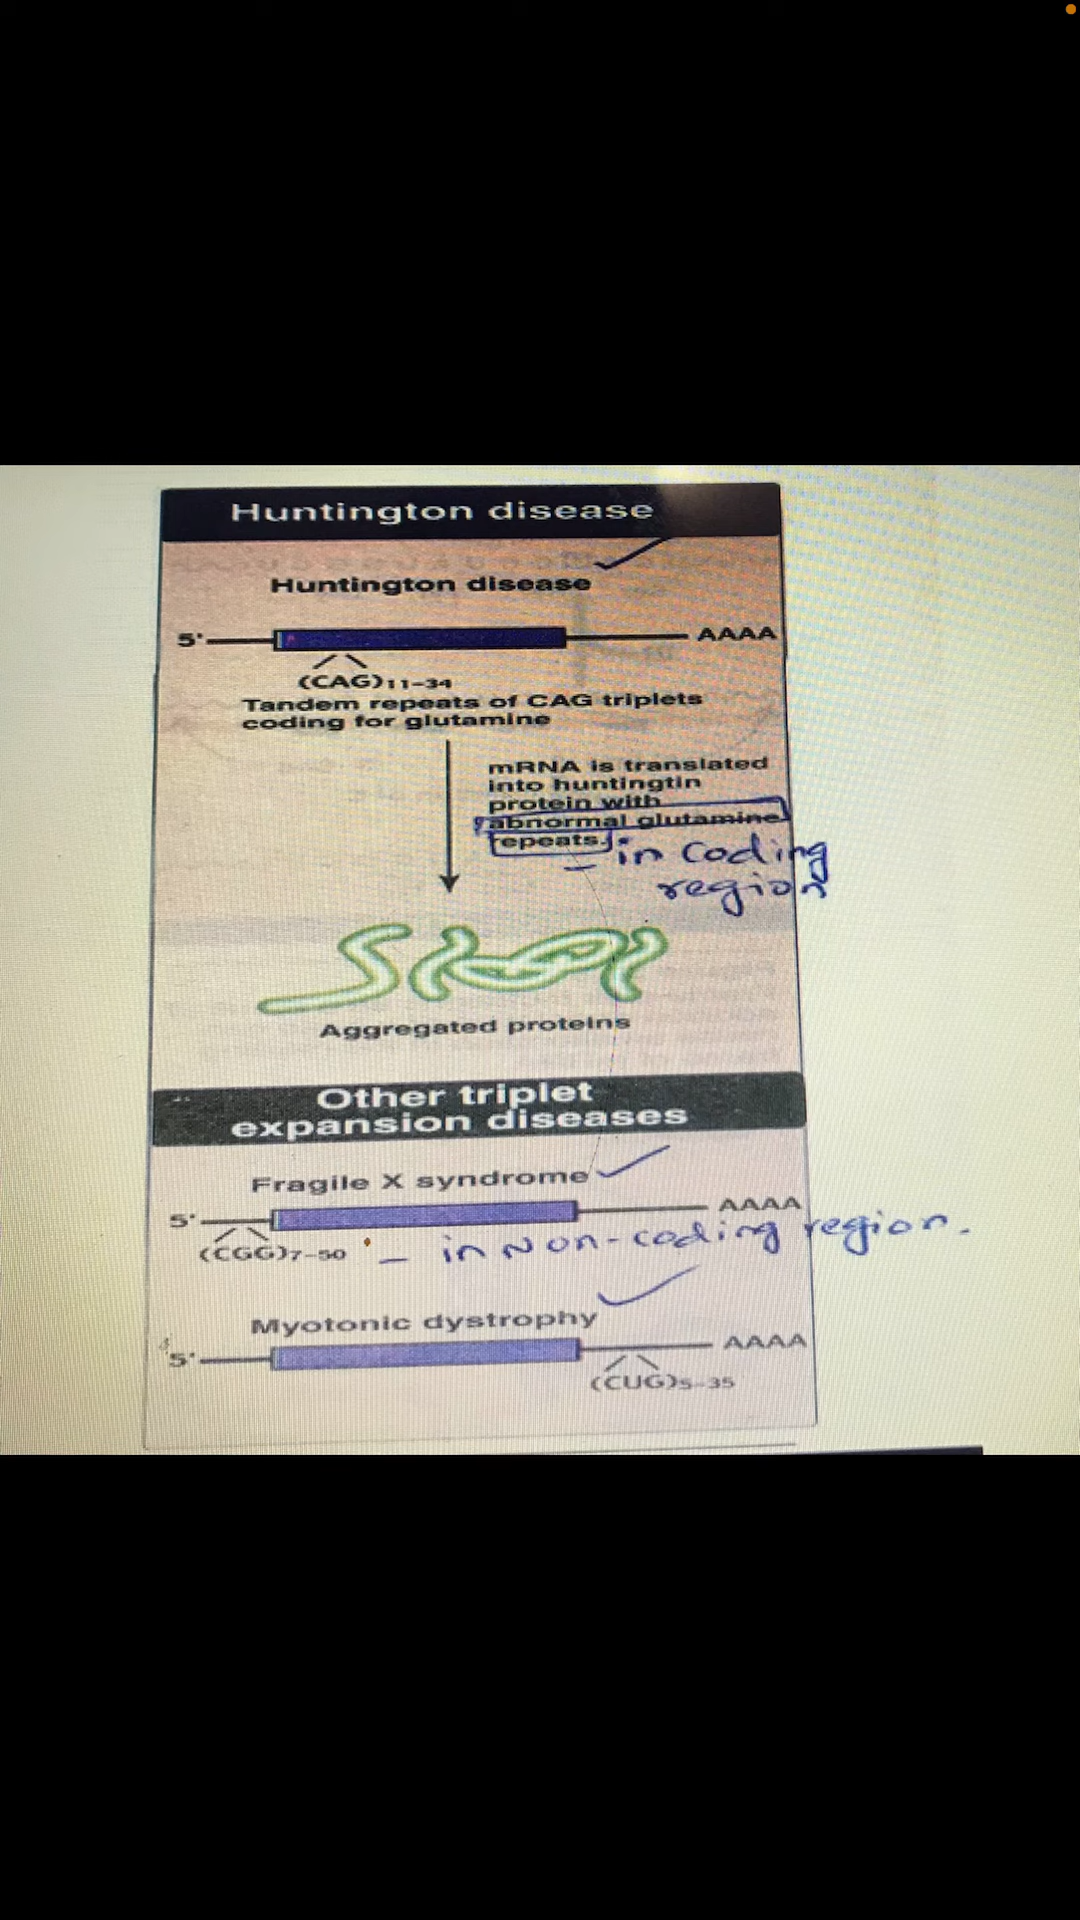 Huntington disease
Huntington disease
5' AAAA
(CAG)11-34
Tandem repeats of CAG triplets
coding for glutamine
mRNA is translated
into huntingtin
protein with
abnormal glutamine
repeats.
- in coding
region
Aggregated proteins
Other triplet
expansion diseases
Fragile X syndrome
5' AAAA
(CGG)7-50 - in Non-coding region.
Myotonic dystrophy
5' AAAA
(CUG)5-35